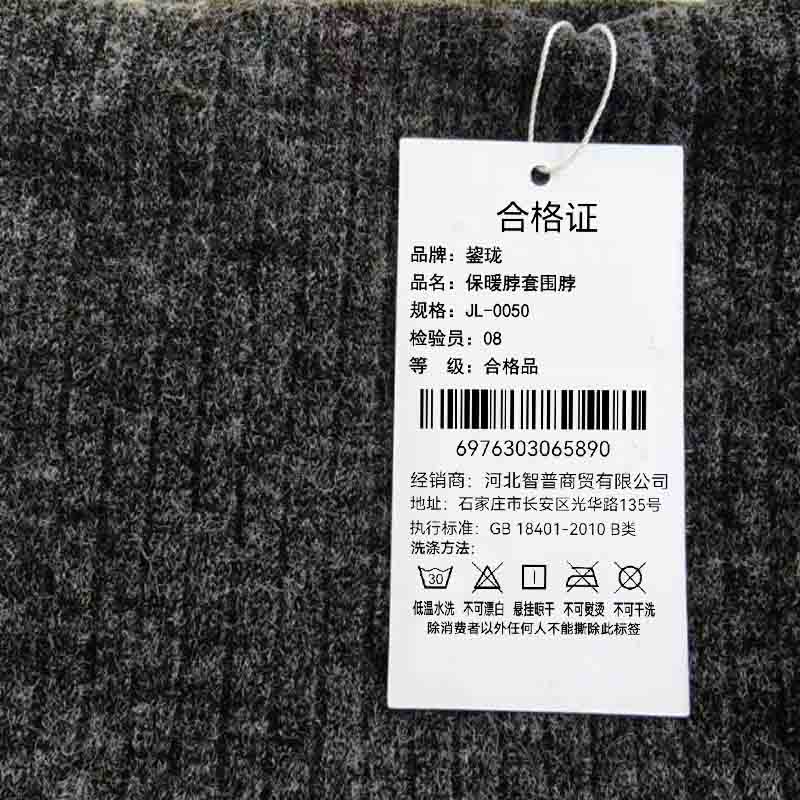 合格证
品牌：鋆珑
品名：保暖脖套围脖
规格：JL-0050
检验员：08
等 级：合格品
6976303065890
经销商：河北智普商贸有限公司
地址：石家庄市长安区光华路135号
执行标准：GB 18401-2010 B类
洗涤方法：
30
低温水洗 不可漂白 悬挂晾干 不可熨烫 不可干洗
除消费者以外任何人不能撕除此标签